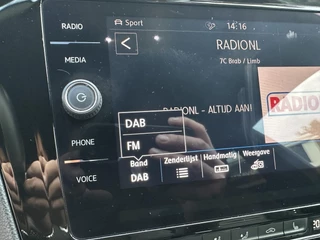 RADIO
Sport
14:16
RADIONL
7C Brab / Limb
MEDIA
RADIONL - ALTIJD AAN!
RADIO
DAB
FM
PHONE
Band
Zenderlijst
Handmatig
Weergave
VOICE
DAB